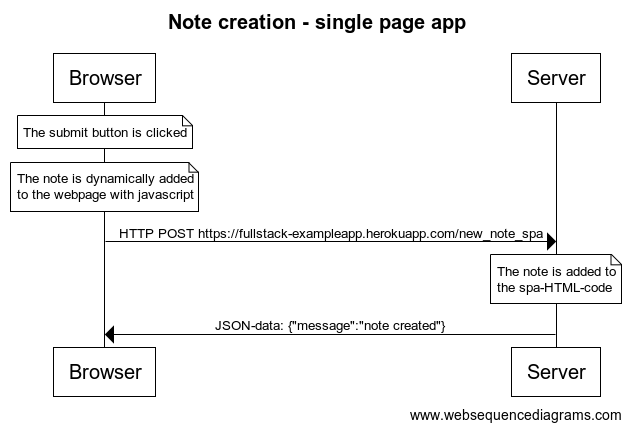 Note creation - single page app
Browser
Server
The submit button is clicked
The note is dynamically added
to the webpage with javascript
HTTP POST https://fullstack-exampleapp.herokuapp.com/new_note_spa
The note is added to
the spa-HTML-code
JSON-data: {"message":"note created"}
Browser
Server
www.websequencediagrams.com